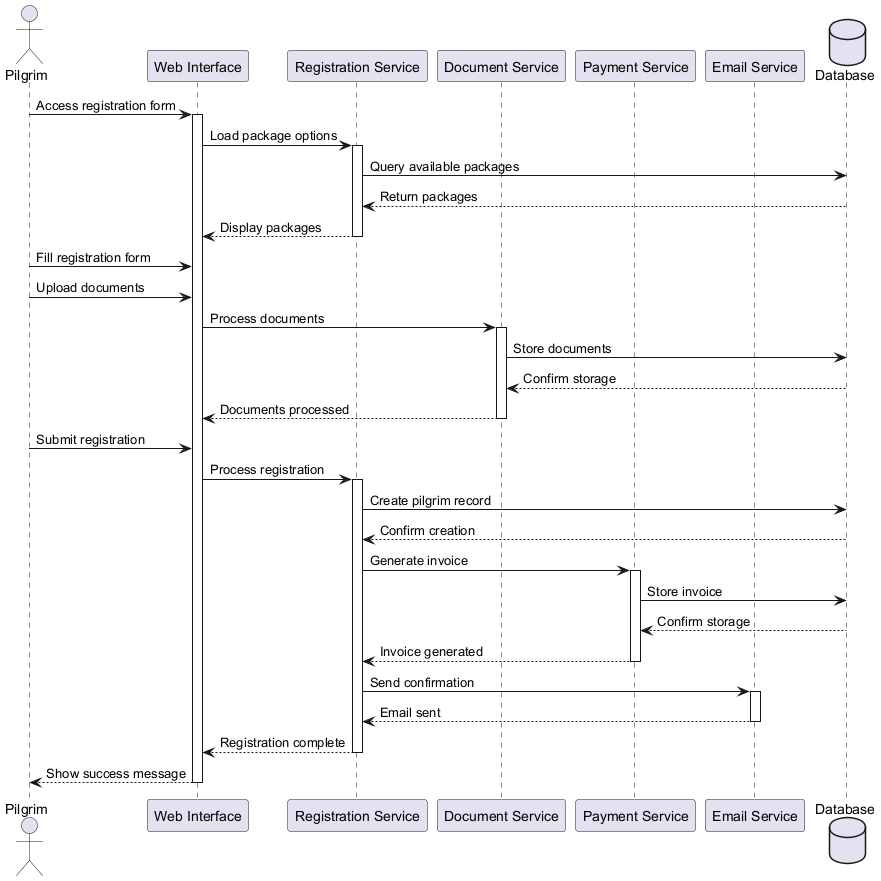 Pilgrim
Web Interface
Registration Service
Document Service
Payment Service
Email Service
Database
Access registration form
Load package options
Query available packages
Return packages
Display packages
Fill registration form
Upload documents
Process documents
Store documents
Confirm storage
Documents processed
Submit registration
Process registration
Create pilgrim record
Confirm creation
Generate invoice
Store invoice
Confirm storage
Invoice generated
Send confirmation
Email sent
Registration complete
Show success message
Pilgrim
Web Interface
Registration Service
Document Service
Payment Service
Email Service
Database